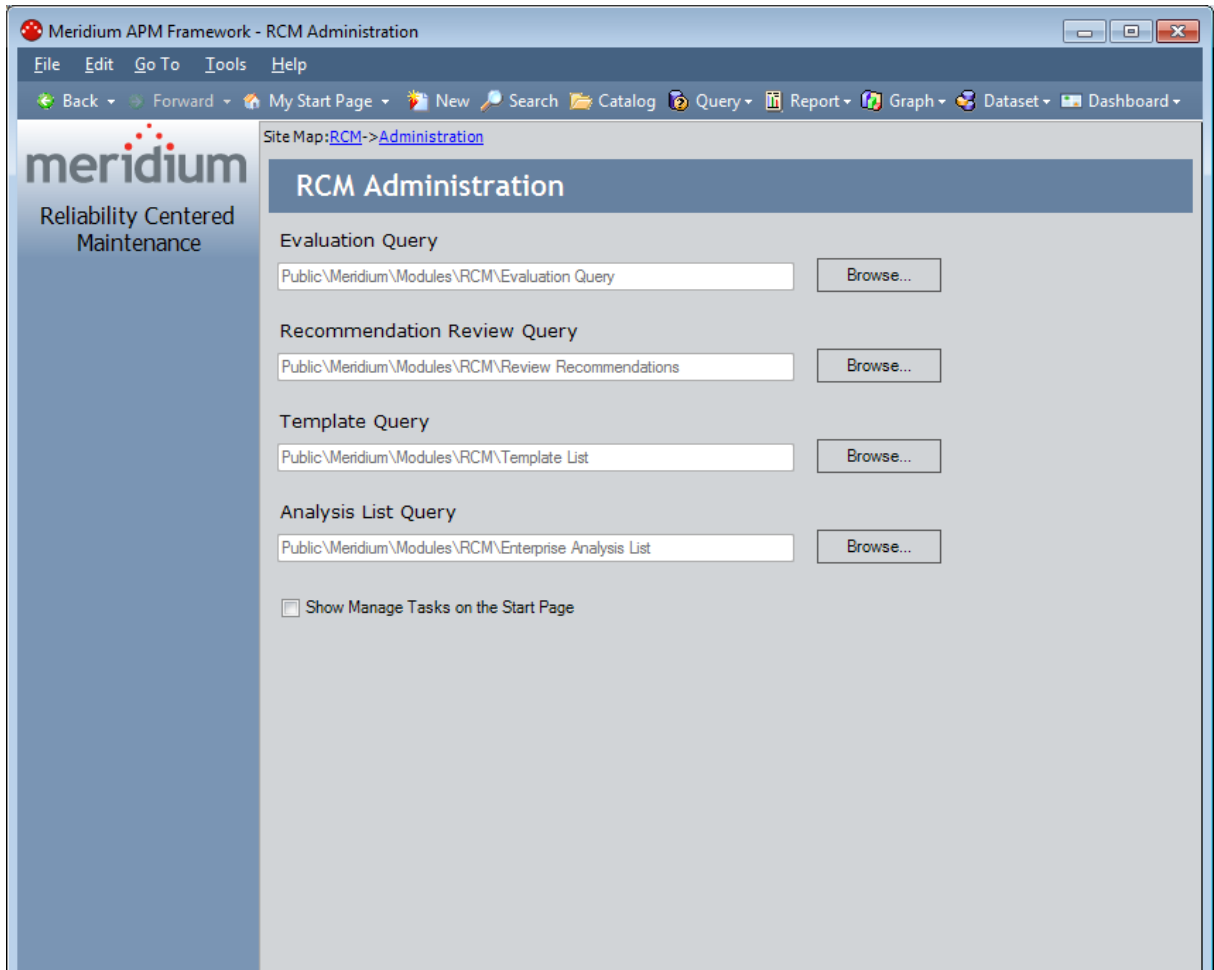 Meridium APM Framework - RCM Administration
File Edit Go To Tools Help
Back Forward My Start Page New Search Catalog Query Report Graph Dataset Dashboard
meridium
Reliability Centered
Maintenance
Site Map:RCM->Administration
RCM Administration
Evaluation Query
Public\Meridium\Modules\RCM\Evaluation Query Browse...
Recommendation Review Query
Public\Meridium\Modules\RCM\Review Recommendations Browse...
Template Query
Public\Meridium\Modules\RCM\Template List Browse...
Analysis List Query
Public\Meridium\Modules\RCM\Enterprise Analysis List Browse...
Show Manage Tasks on the Start Page